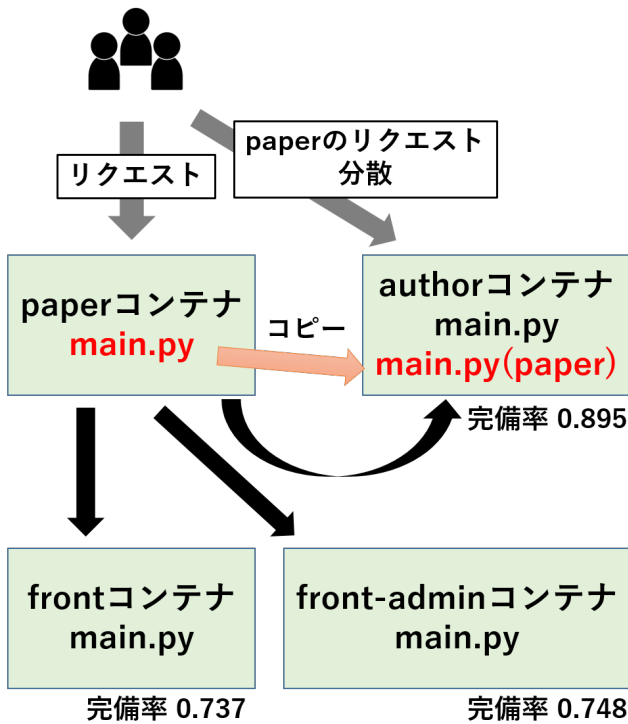 リクエスト
paperのリクエスト
分散
paperコンテナ
main.py
コピー
authorコンテナ
main.py
main.py(paper)
完備率 0.895
frontコンテナ
main.py
完備率 0.737
front-adminコンテナ
main.py
完備率 0.748